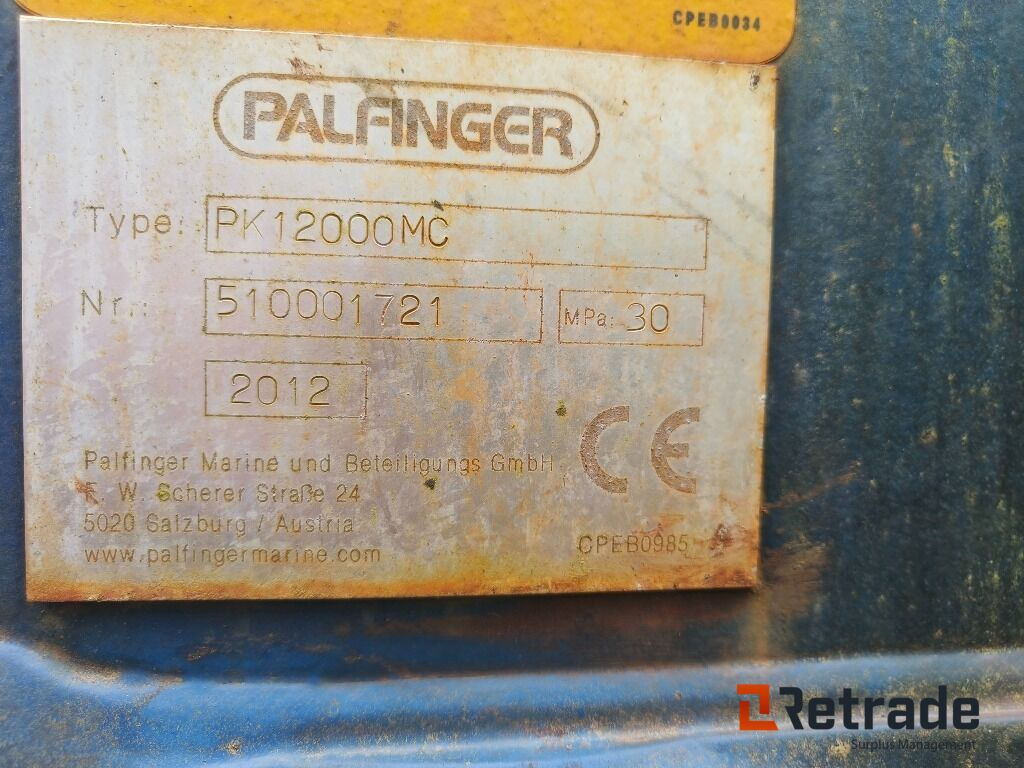 CPEB0034
PALFINGER
Type: PK12000MC
Nr.: 510001721 MPa: 30
2012
CE
Palfinger Marine und Beteiligungs GmbH
F. W. Scherer Straße 24
5020 Salzburg / Austria
www.palfingermarine.com
CPEB0985
Retrade
Surplus Management